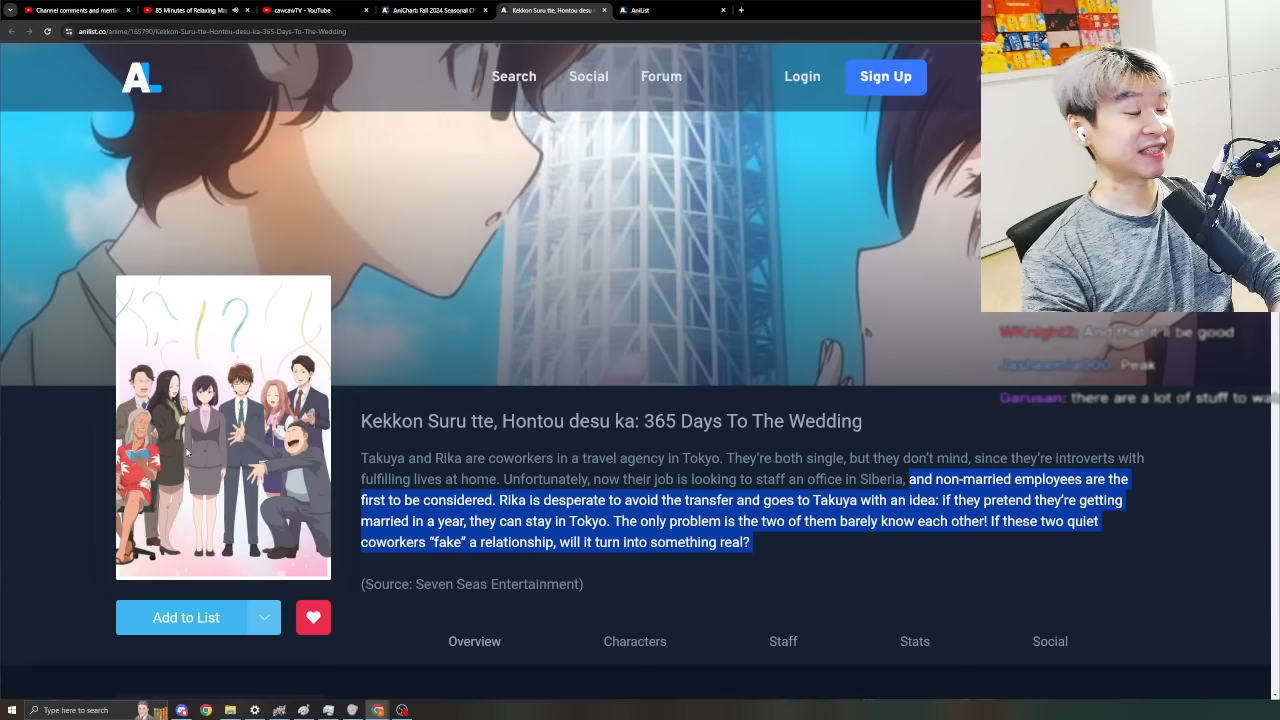 Channel comments and menti
85 Minutes of Relaxing Ma
cawcawTV - YouTube
AniChart: Fall 2024 Seasonal Ch
Kekkon Suru tte, Hontou desu k
AniList
anilist.co/anime/165790/Kekkon-Suru-tte-Hontou-desu-ka-365-Days-To-The-Wedding
AL
Search
Social
Forum
Login
Sign Up
WKnight2: And that'll be good
Peak
Garusan: there are a lot of stuff to wa
!?
Kekkon Suru tte, Hontou desu ka: 365 Days To The Wedding
Takuya and Rika are coworkers in a travel agency in Tokyo. They're both single, but they don't mind, since they're introverts with
fulfilling lives at home. Unfortunately, now their job is looking to staff an office in Siberia, and non-married employees are the
first to be considered. Rika is desperate to avoid the transfer and goes to Takuya with an idea: if they pretend they're getting
married in a year, they can stay in Tokyo. The only problem is the two of them barely know each other! If these two quiet
coworkers “fake” a relationship, will it turn into something real?
(Source: Seven Seas Entertainment)
Add to List
Overview
Characters
Staff
Stats
Social
Type here to search